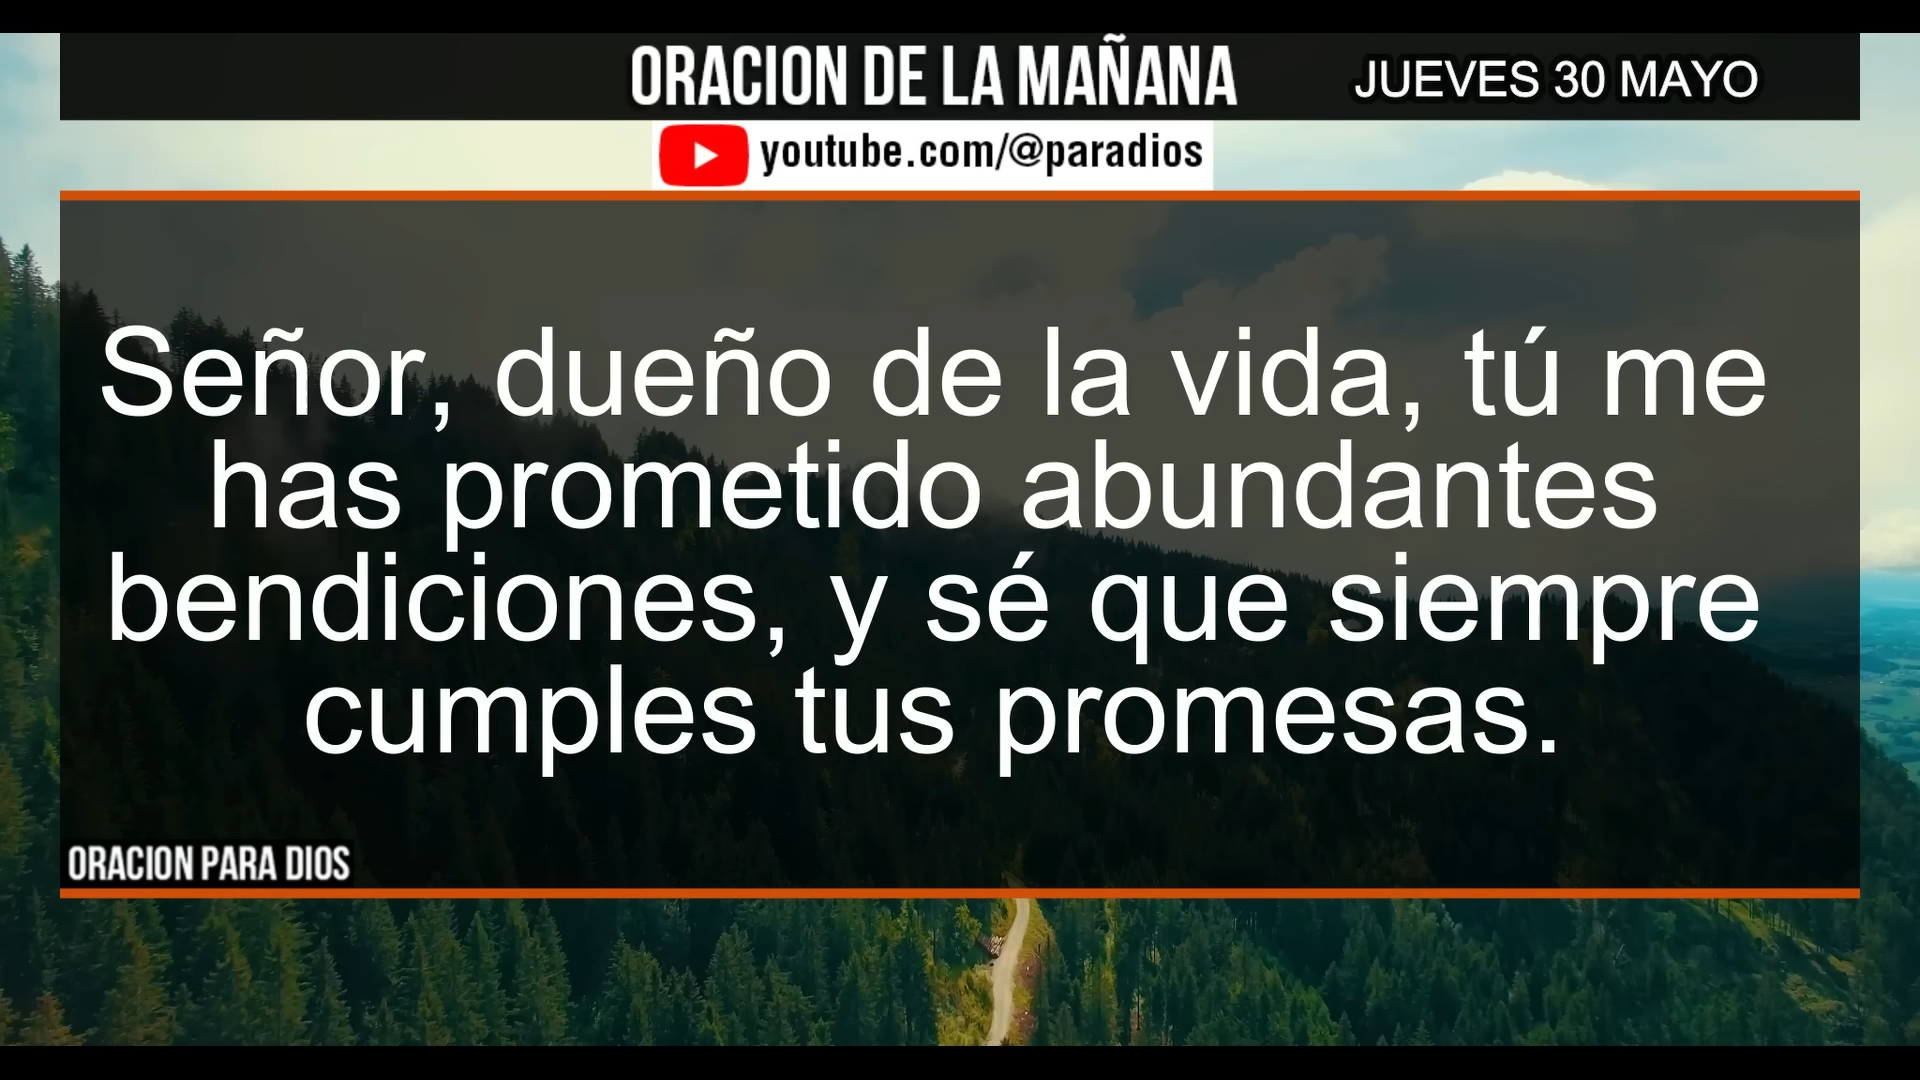 ORACION DE LA MAÑANA
JUEVES 30 MAYO
youtube.com/@paradios
Señor, dueño de la vida, tú me
has prometido abundantes
bendiciones, y sé que siempre
cumples tus promesas.
ORACION PARA DIOS